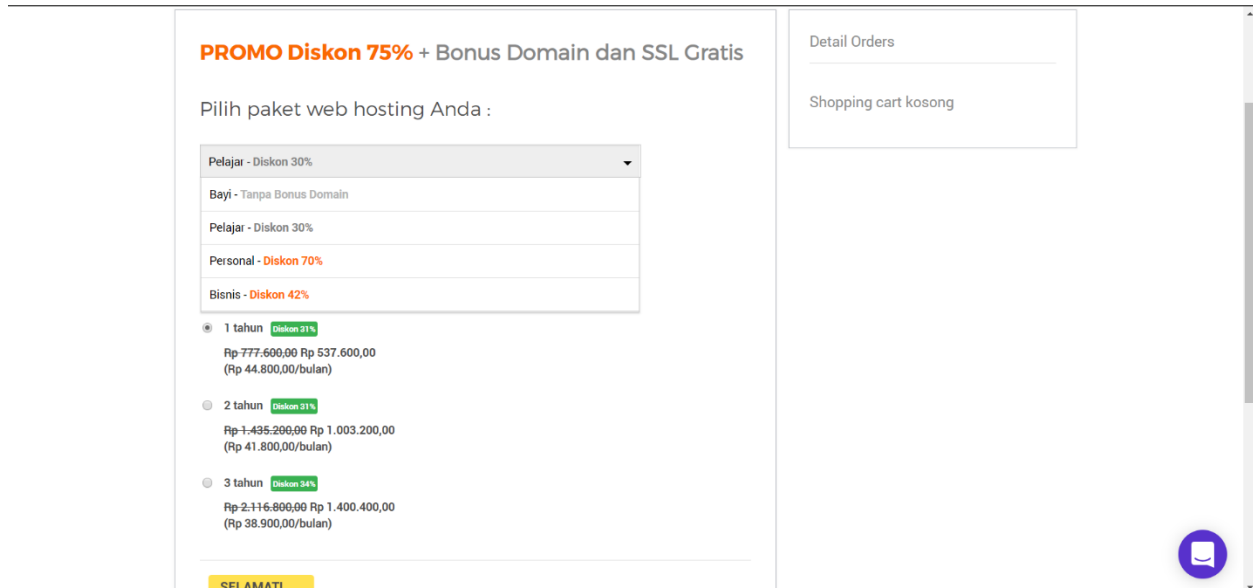 PROMO Diskon 75% + Bonus Domain dan SSL Gratis
Pilih paket web hosting Anda :
Pelajar - Diskon 30%
Bayi - Tanpa Bonus Domain
Pelajar - Diskon 30%
Personal - Diskon 70%
Bisnis - Diskon 42%
1 tahun Diskon 31%
Rp 777.600,00 Rp 537.600,00
(Rp 44.800,00/bulan)
2 tahun Diskon 31%
Rp 1.435.200,00 Rp 1.003.200,00
(Rp 41.800,00/bulan)
3 tahun Diskon 34%
Rp 2.116.800,00 Rp 1.400.400,00
(Rp 38.900,00/bulan)
SELAMAT!
Detail Orders
Shopping cart kosong